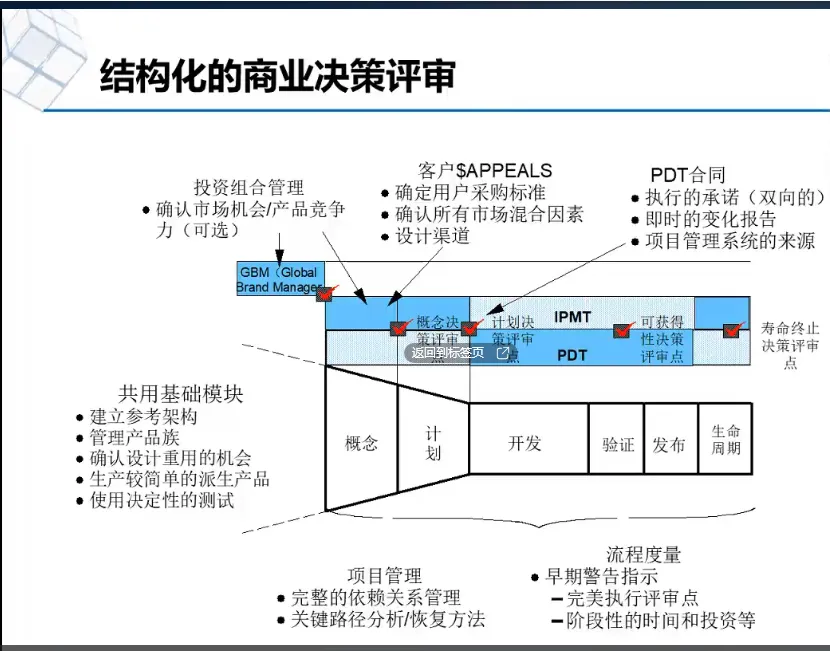 结构化的商业决策评审
投资组合管理
● 确认市场机会/产品竞争
力（可选）
客户$APPEALS
● 确定用户采购标准
● 确认所有市场混合因素
● 设计渠道
PDT合同
● 执行的承诺（双向的）
● 即时的变化报告
● 项目管理系统的来源
GBM（Global
Brand Manager
概念决
策评审
点
计划决
策评审
点
IPMT
PDT
可获得
性决策
评审点
寿命终止
决策评审
点
返回到标签页
共用基础模块
● 建立参考架构
● 管理产品族
● 确认设计重用的机会
● 生产较简单的派生产品
● 使用决定性的测试
概念
计
划
开发
验证
发布
生命
周期
项目管理
● 完整的依赖关系管理
● 关键路径分析/恢复方法
流程度量
● 早期警告指示
–完美执行评审点
–阶段性的时间和投资等